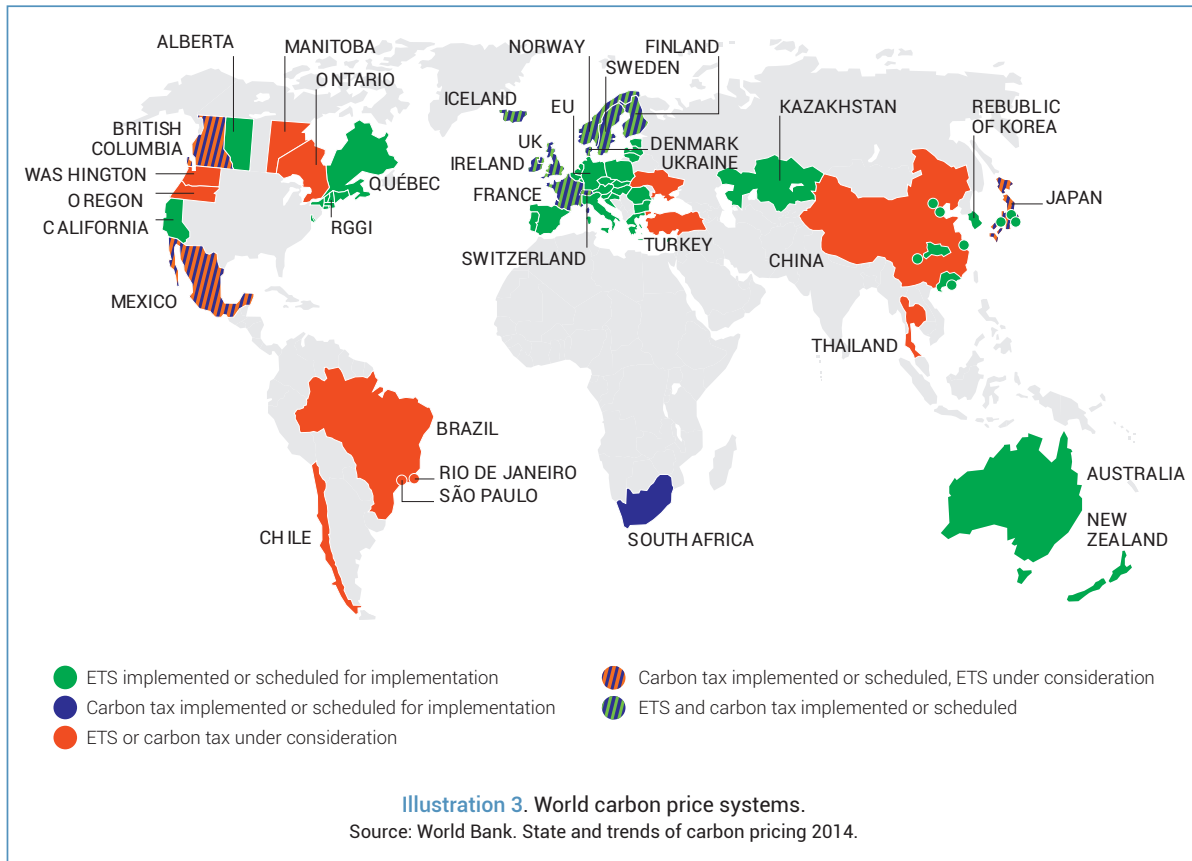 ALBERTA
MANITOBA
ONTARIO
BRITISH
COLUMBIA
WAS HINGTON
OREGON
CALIFORNIA
QUÉBEC
RGGI
MEXICO
ICELAND
NORWAY
SWEDEN
FINLAND
EU
UK
IRELAND
FRANCE
DENMARK
UKRAINE
SWITZERLAND
TURKEY
KAZAKHSTAN
REBUBLIC
OF KOREA
JAPAN
CHINA
THAILAND
BRAZIL
RIO DE JANEIRO
SÃO PAULO
CHILE
SOUTH AFRICA
AUSTRALIA
NEW
ZEALAND
ETS implemented or scheduled for implementation
Carbon tax implemented or scheduled for implementation
ETS or carbon tax under consideration
Carbon tax implemented or scheduled, ETS under consideration
ETS and carbon tax implemented or scheduled
Illustration 3. World carbon price systems.
Source: World Bank. State and trends of carbon pricing 2014.